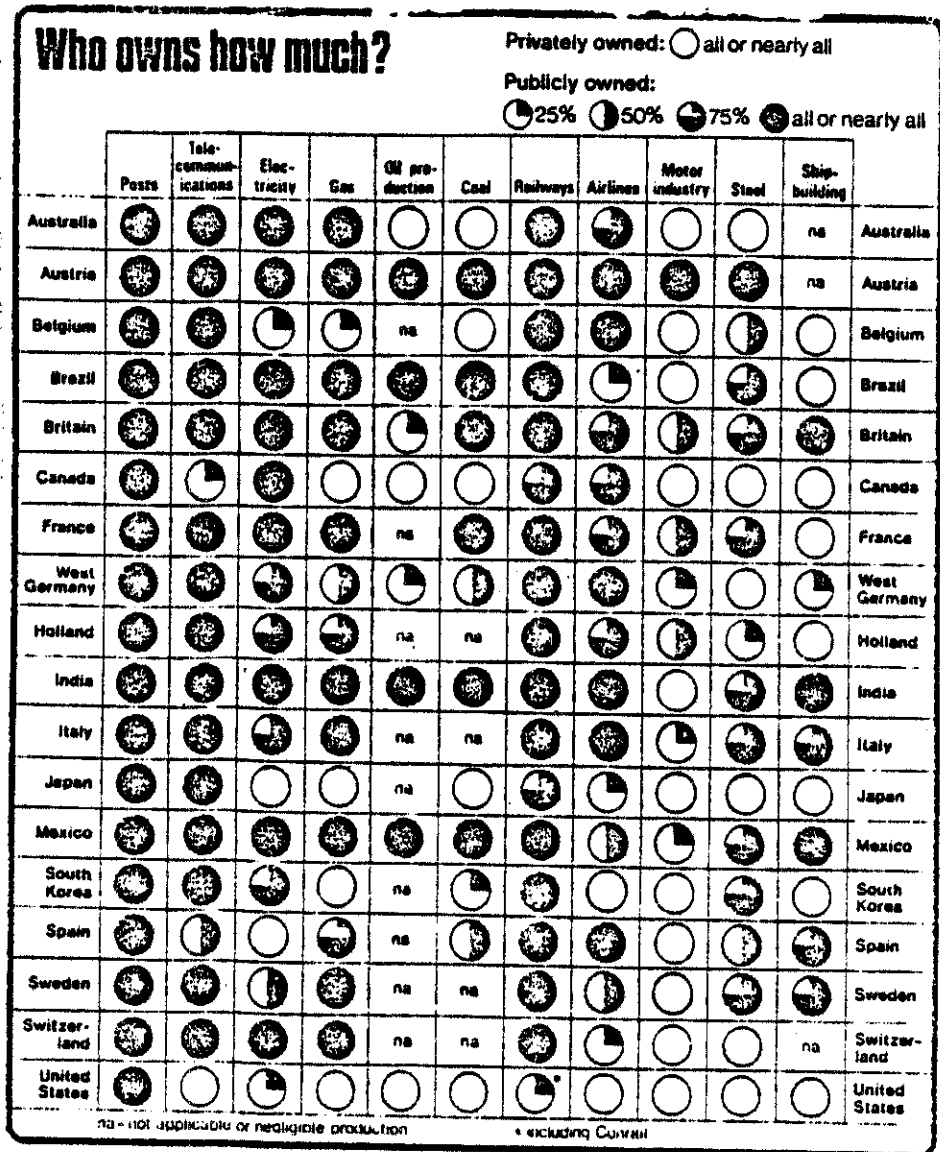 Who owns how much?
Privately owned: all or nearly all
Publicly owned:
25% 50% 75% all or nearly all
Posts Tele-communications Elec-tricity Gas Oil pro-duction Coal Railways Airlines Motor industry Steel Ship-building
Australia na Australia
Austria na Austria
Belgium na Belgium
Brazil Brazil
Britain Britain
Canada Canada
France na France
West Germany West Germany
Holland na na Holland
India India
Italy na na Italy
Japan na Japan
Mexico Mexico
South Korea na South Korea
Spain na Spain
Sweden na na Sweden
Switzer-land na na na Switzer-land
United States * United States
na - not applicable or negligible production * including Conrail